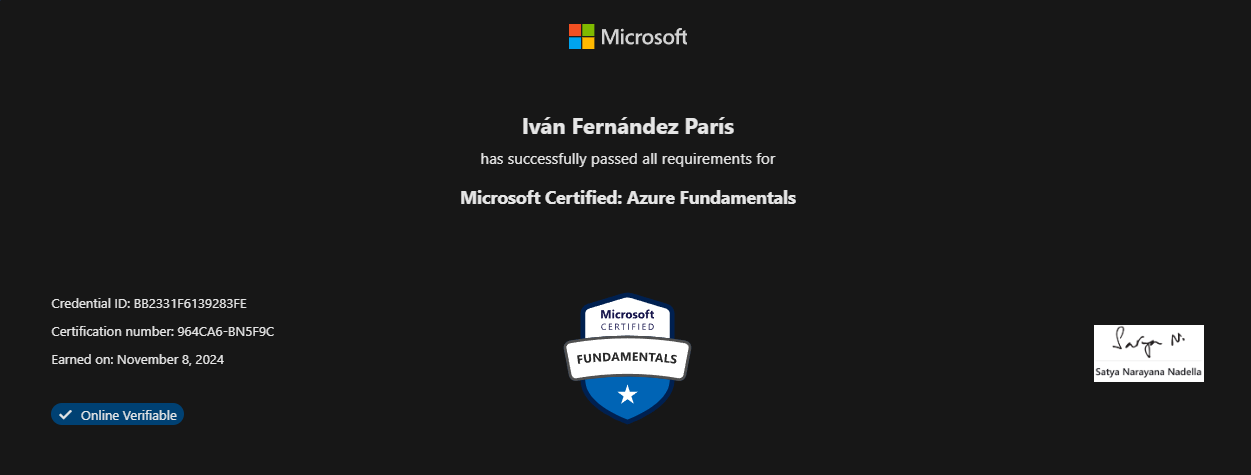 Microsoft
Iván Fernández París
has successfully passed all requirements for
Microsoft Certified: Azure Fundamentals
Credential ID: BB2331F6139283FE
Certification number: 964CA6-BN5F9C
Earned on: November 8, 2024
Online Verifiable
Microsoft
CERTIFIED
FUNDAMENTALS
Satya N.
Satya Narayana Nadella